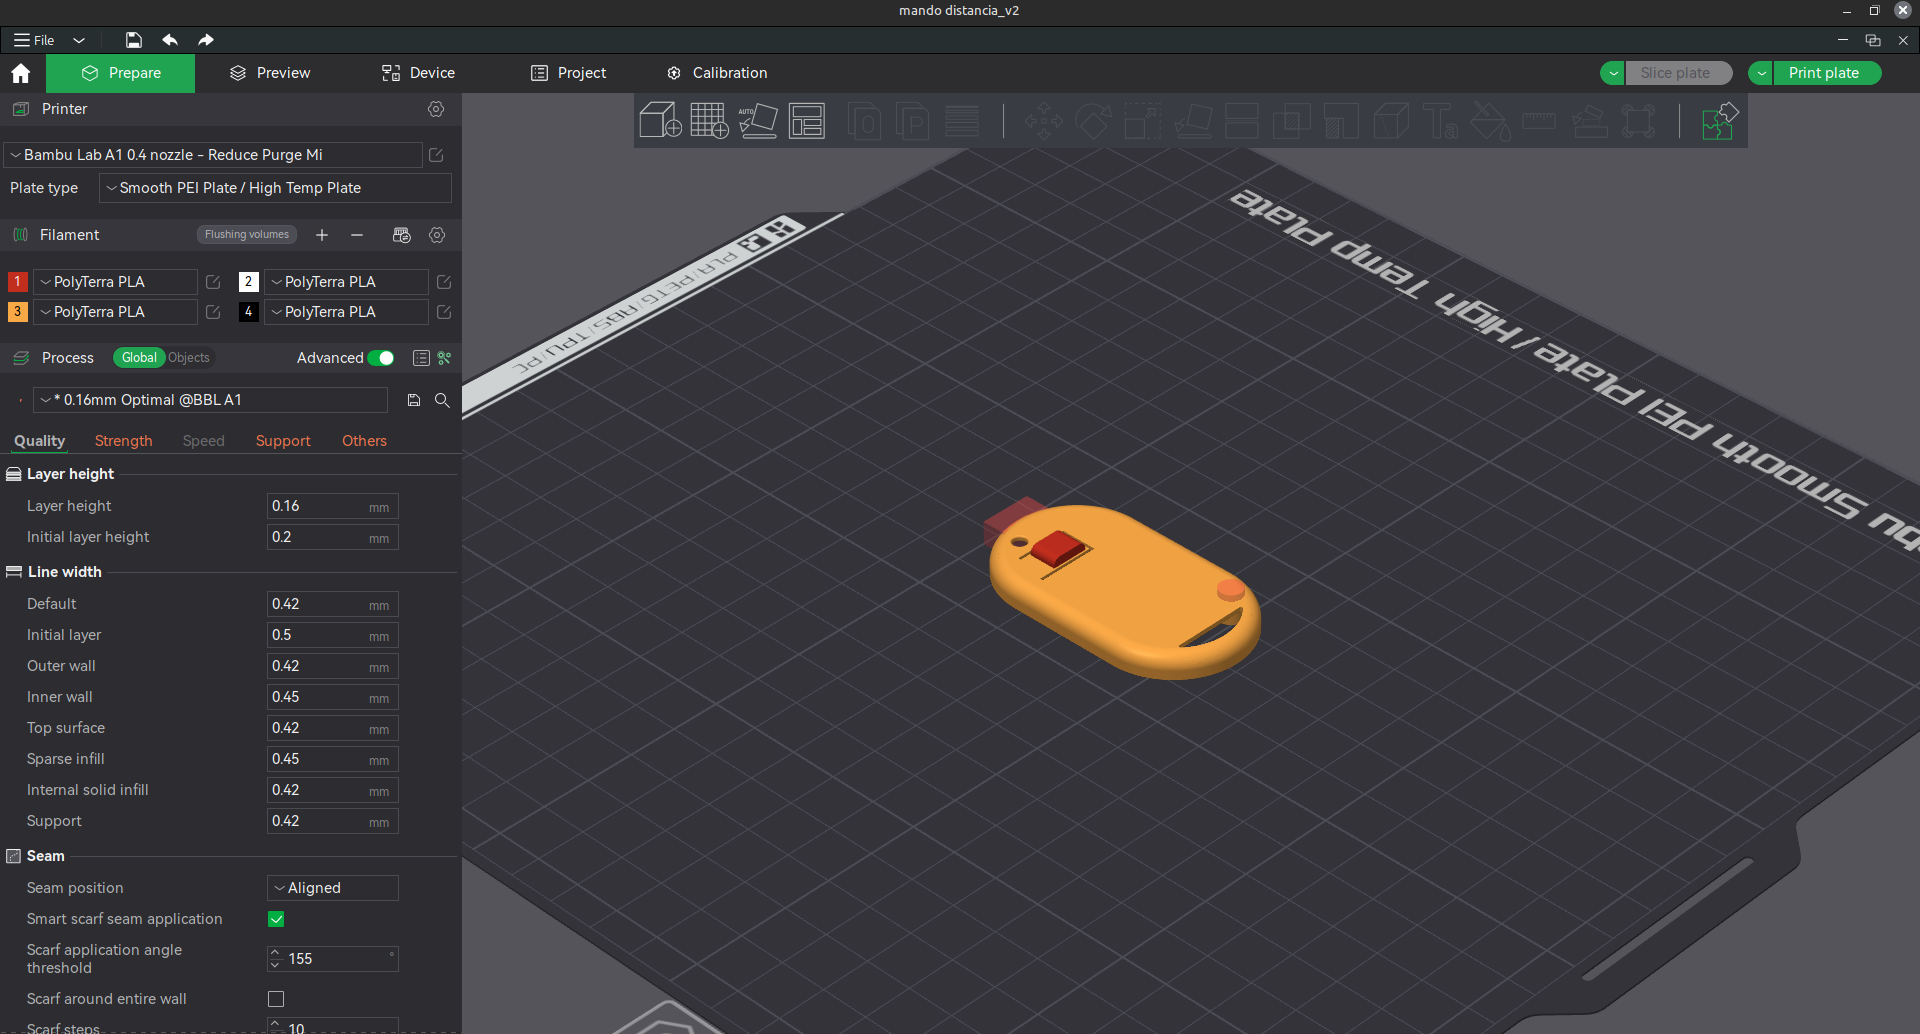 mando distancia_v2
File
Prepare
Preview
Device
Project
Calibration
Slice plate
Print plate
Printer
Bambu Lab A1 0.4 nozzle - Reduce Purge Mi
Plate type
Smooth PEI Plate / High Temp Plate
Filament
Flushing volumes
1 PolyTerra PLA
2 PolyTerra PLA
3 PolyTerra PLA
4 PolyTerra PLA
Process
Global
Objects
Advanced
* 0.16mm Optimal @BBL A1
Quality
Strength
Speed
Support
Others
Layer height
Layer height 0.16 mm
Initial layer height 0.2 mm
Line width
Default 0.42 mm
Initial layer 0.5 mm
Outer wall 0.42 mm
Inner wall 0.45 mm
Top surface 0.42 mm
Sparse infill 0.45 mm
Internal solid infill 0.42 mm
Support 0.42 mm
Seam
Seam position Aligned
Smart scarf seam application
Scarf application angle
threshold 155 °
Scarf around entire wall
Scarf steps 10
AUTO
PLA/PETG/ABS/TPU/PC
bu Smooth PEI Plate / High Temp Plate